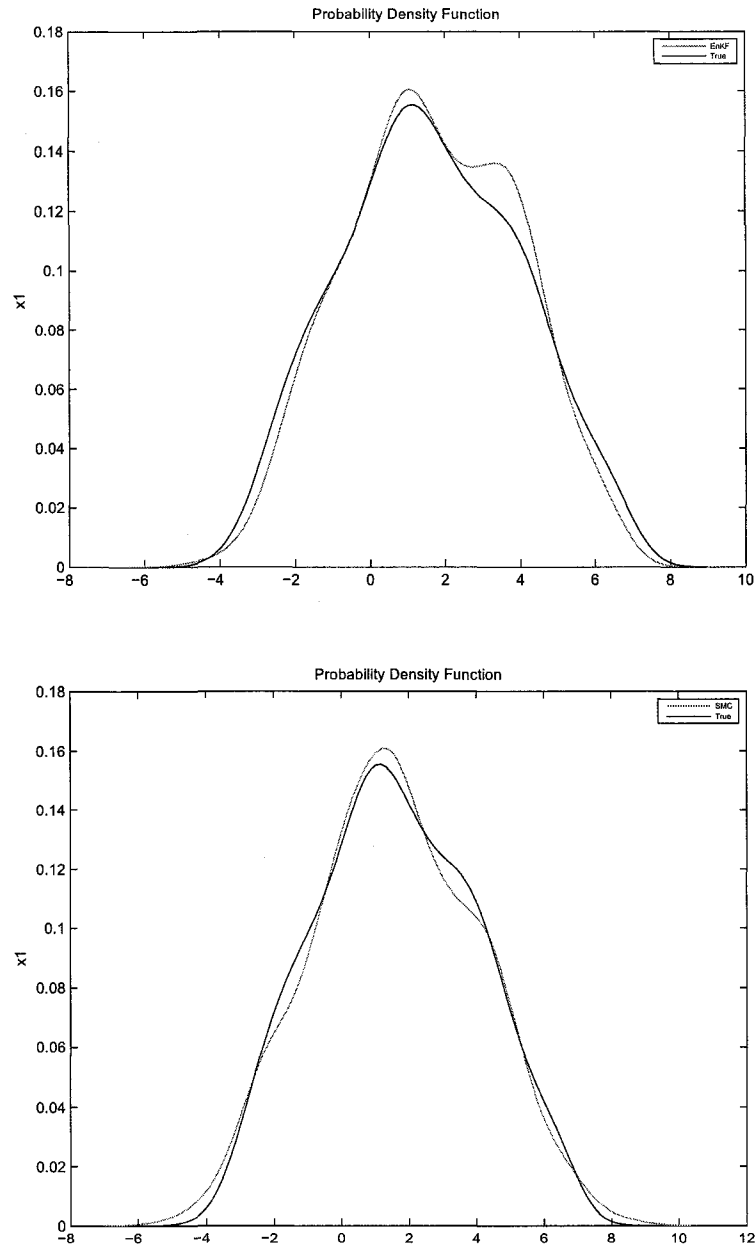 Probability Density Function
0.18
0.16
0.14
0.12
0.1
0.08
0.06
0.04
0.02
0
x1
EnKF
True
−8 −6 −4 −2 0 2 4 6 8 10
Probability Density Function
0.18
0.16
0.14
0.12
0.1
0.08
0.06
0.04
0.02
0
x1
SMC
True
−8 −6 −4 −2 0 2 4 6 8 10 12